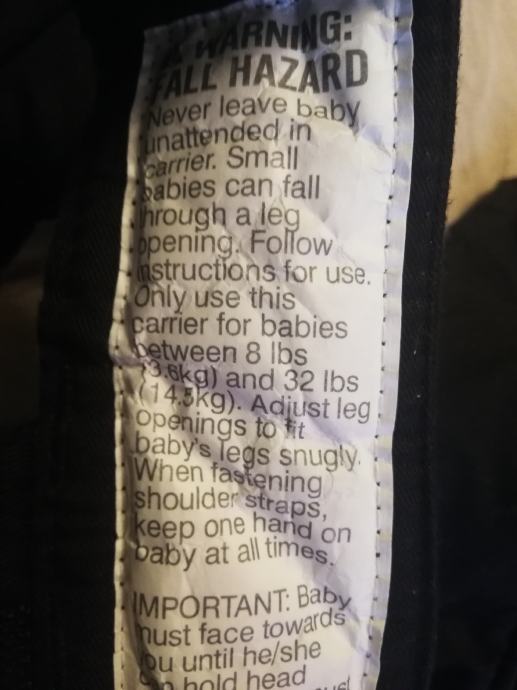 ⚠ WARNING:
FALL HAZARD
Never leave baby
unattended in
carrier. Small
babies can fall
through a leg
opening. Follow
instructions for use.
Only use this
carrier for babies
between 8 lbs
(3.6kg) and 32 lbs
(14.5kg). Adjust leg
openings to fit
baby's legs snugly.
When fastening
shoulder straps,
keep one hand on
baby at all times.
IMPORTANT: Baby
must face towards
you until he/she
can hold head